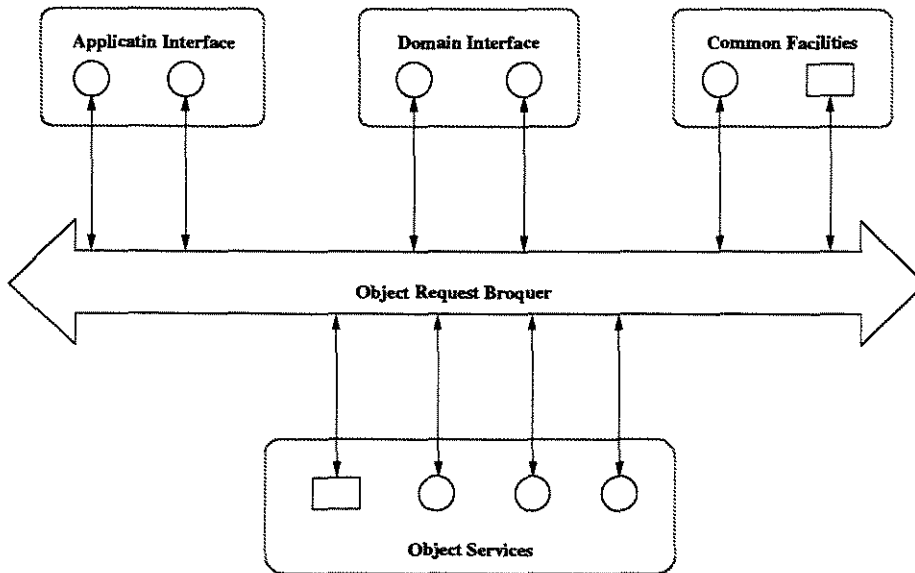 Applicatin Interface
Domain Interface
Common Facilities
Object Request Broquer
Object Services